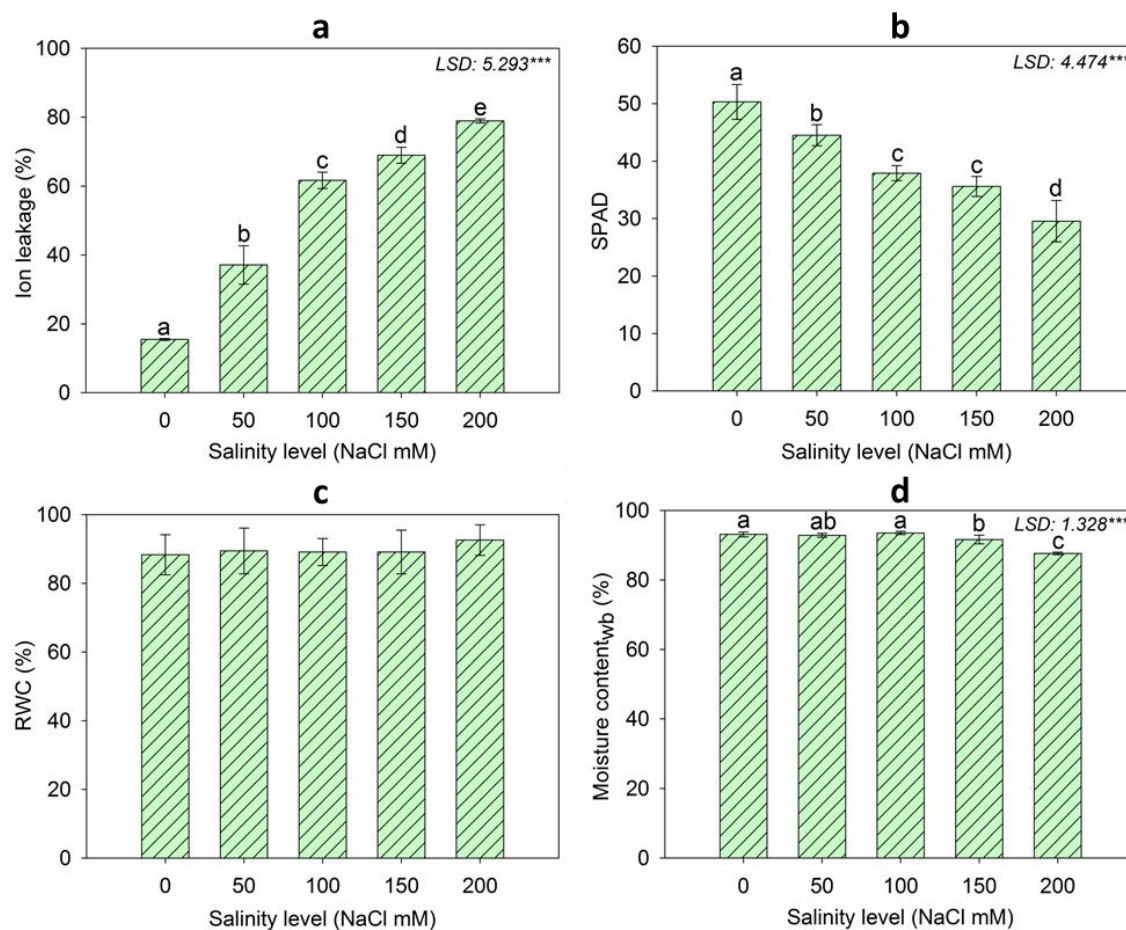 a
LSD: 5.293***
Ion leakage (%)
100
80
60
40
20
0
a
b
c
d
e
0 50 100 150 200
Salinity level (NaCl mM)
b
LSD: 4.474***
SPAD
60
50
40
30
20
10
0
a
b
c
c
d
0 50 100 150 200
Salinity level (NaCl mM)
c
RWC (%)
100
80
60
40
20
0
0 50 100 150 200
Salinity level (NaCl mM)
d
LSD: 1.328***
Moisture contentwb (%)
100
80
60
40
20
0
a
ab
a
b
c
0 50 100 150 200
Salinity level (NaCl mM)